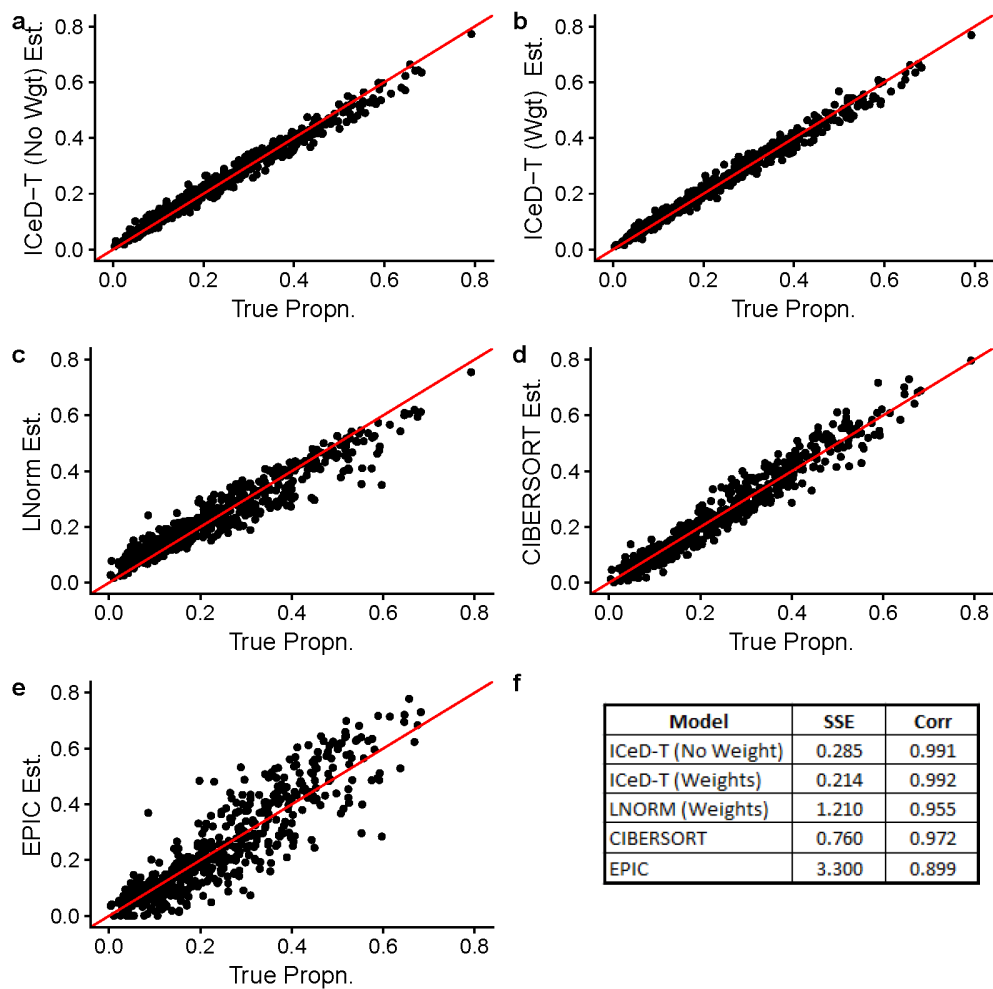 a
ICeD−T (No Wgt) Est.
0.8
0.6
0.4
0.2
0.0
0.0 0.2 0.4 0.6 0.8
True Propn.
b
ICeD−T (Wgt) Est.
0.8
0.6
0.4
0.2
0.0
0.0 0.2 0.4 0.6 0.8
True Propn.
c
LNorm Est.
0.8
0.6
0.4
0.2
0.0
0.0 0.2 0.4 0.6 0.8
True Propn.
d
CIBERSORT Est.
0.8
0.6
0.4
0.2
0.0
0.0 0.2 0.4 0.6 0.8
True Propn.
e
EPIC Est.
0.8
0.6
0.4
0.2
0.0
0.0 0.2 0.4 0.6 0.8
True Propn.
f
Model SSE Corr
ICeD-T (No Weight) 0.285 0.991
ICeD-T (Weights) 0.214 0.992
LNORM (Weights) 1.210 0.955
CIBERSORT 0.760 0.972
EPIC 3.300 0.899